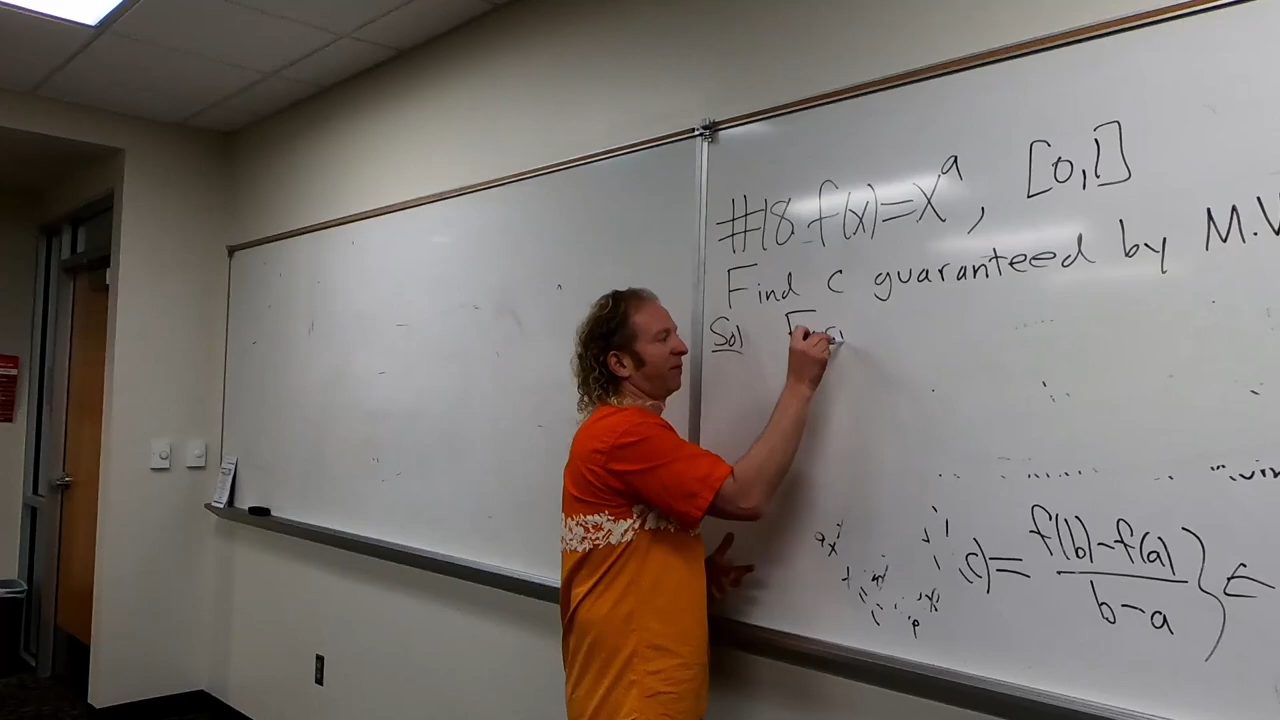 #18. f(x)=x^a, [0,1]
Find c guaranteed by M.V
Sol
(c)= f(b)-f(a) / b-a